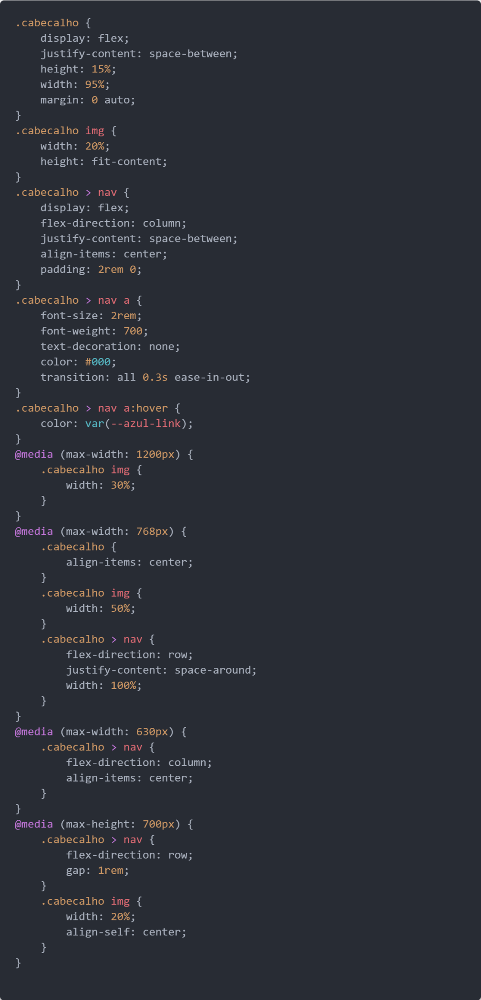 .cabecalho {
    display: flex;
    justify-content: space-between;
    height: 15%;
    width: 95%;
    margin: 0 auto;
}
.cabecalho img {
    width: 20%;
    height: fit-content;
}
.cabecalho > nav {
    display: flex;
    flex-direction: column;
    justify-content: space-between;
    align-items: center;
    padding: 2rem 0;
}
.cabecalho > nav a {
    font-size: 2rem;
    font-weight: 700;
    text-decoration: none;
    color: #000;
    transition: all 0.3s ease-in-out;
}
.cabecalho > nav a:hover {
    color: var(--azul-link);
}
@media (max-width: 1200px) {
    .cabecalho img {
        width: 30%;
    }
}
@media (max-width: 768px) {
    .cabecalho {
        align-items: center;
    }
    .cabecalho img {
        width: 50%;
    }
    .cabecalho > nav {
        flex-direction: row;
        justify-content: space-around;
        width: 100%;
    }
}
@media (max-width: 630px) {
    .cabecalho > nav {
        flex-direction: column;
        align-items: center;
    }
}
@media (max-height: 700px) {
    .cabecalho > nav {
        flex-direction: row;
        gap: 1rem;
    }
    .cabecalho img {
        width: 20%;
        align-self: center;
    }
}